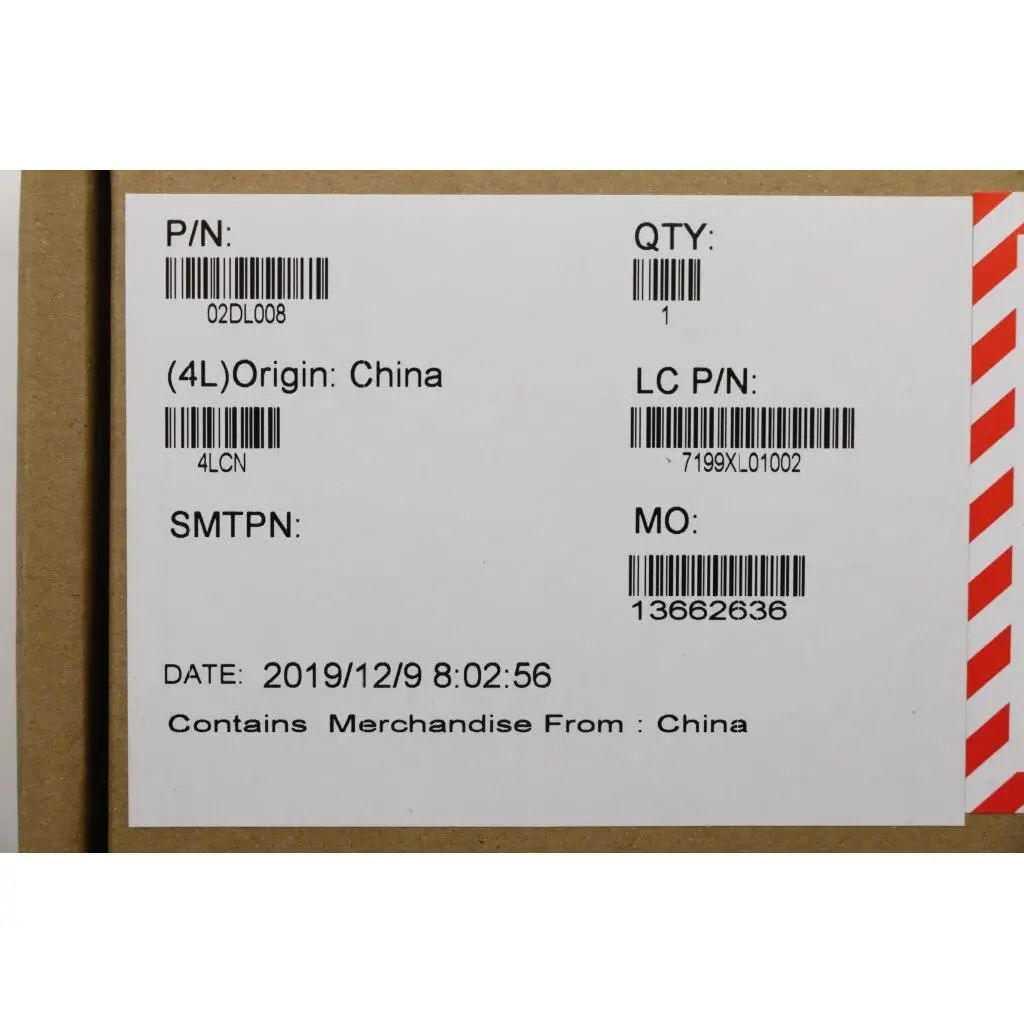 P/N:
02DL008
QTY:
1
(4L)Origin: China
4LCN
LC P/N:
7199XL01002
SMTPN:
MO:
13662636
DATE: 2019/12/9 8:02:56
Contains Merchandise From : China